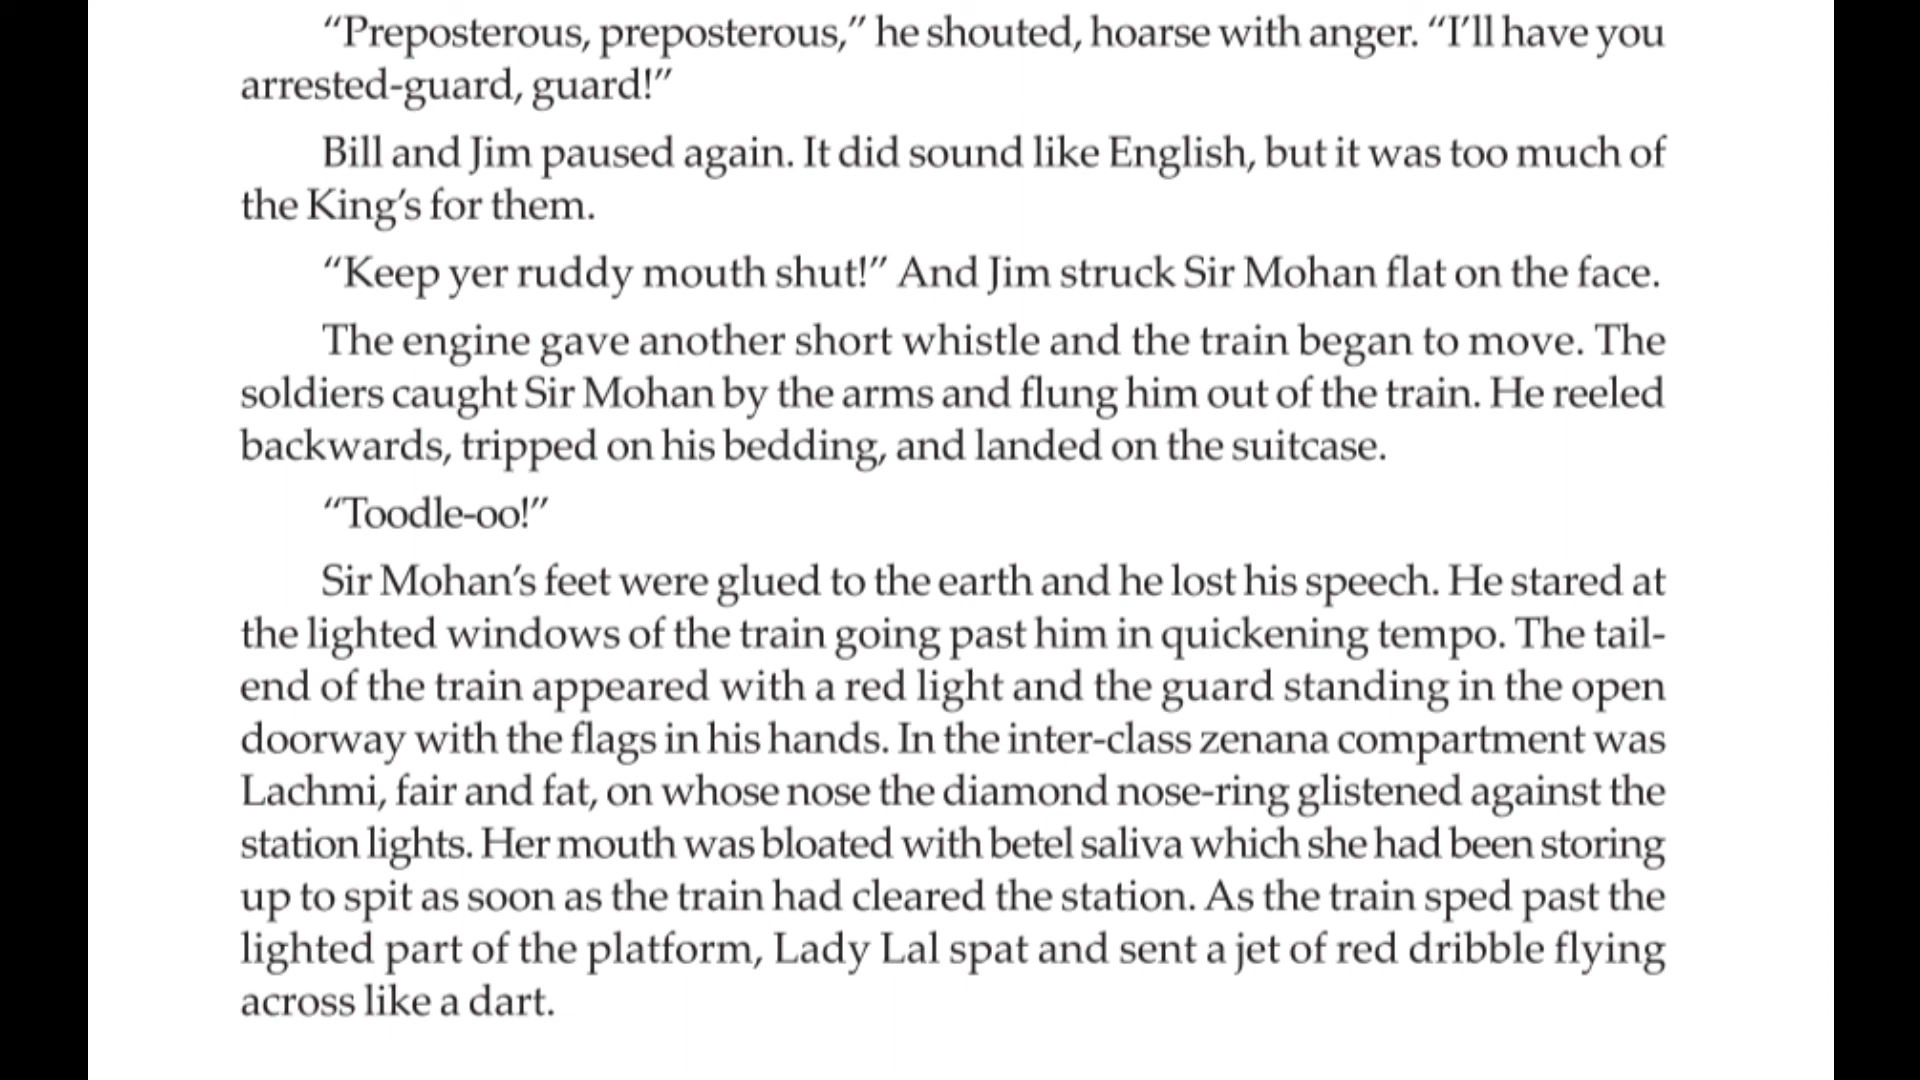 “Preposterous, preposterous,” he shouted, hoarse with anger. “I’ll have you
arrested-guard, guard!”
Bill and Jim paused again. It did sound like English, but it was too much of
the King’s for them.
“Keep yer ruddy mouth shut!” And Jim struck Sir Mohan flat on the face.
The engine gave another short whistle and the train began to move. The
soldiers caught Sir Mohan by the arms and flung him out of the train. He reeled
backwards, tripped on his bedding, and landed on the suitcase.
“Toodle-oo!”
Sir Mohan’s feet were glued to the earth and he lost his speech. He stared at
the lighted windows of the train going past him in quickening tempo. The tail-
end of the train appeared with a red light and the guard standing in the open
doorway with the flags in his hands. In the inter-class zenana compartment was
Lachmi, fair and fat, on whose nose the diamond nose-ring glistened against the
station lights. Her mouth was bloated with betel saliva which she had been storing
up to spit as soon as the train had cleared the station. As the train sped past the
lighted part of the platform, Lady Lal spat and sent a jet of red dribble flying
across like a dart.